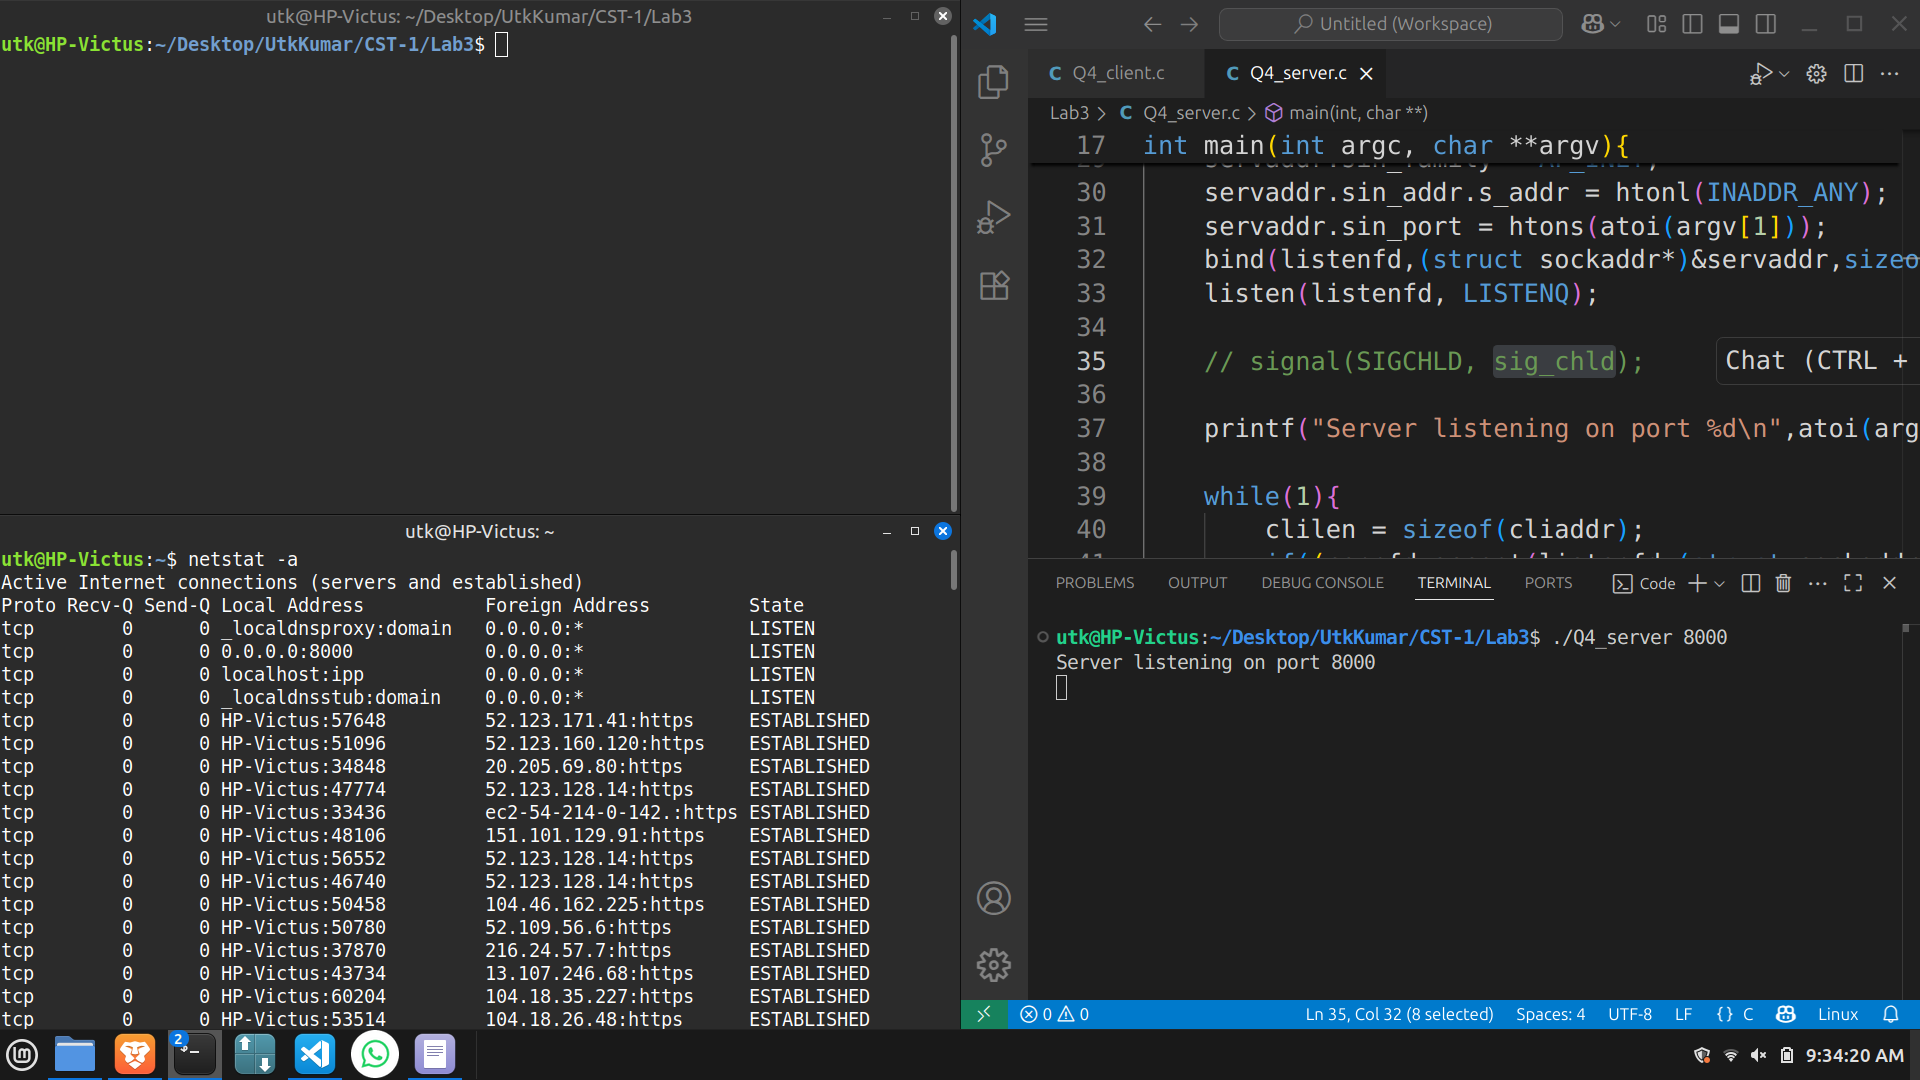 utk@HP-Victus: ~/Desktop/UtkKumar/CST-1/Lab3
utk@HP-Victus:~/Desktop/UtkKumar/CST-1/Lab3$
utk@HP-Victus: ~
utk@HP-Victus:~$ netstat -a
Active Internet connections (servers and established)
Proto Recv-Q Send-Q Local Address           Foreign Address         State
tcp        0      0 _localdnsproxy:domain   0.0.0.0:*               LISTEN
tcp        0      0 0.0.0.0:8000            0.0.0.0:*               LISTEN
tcp        0      0 localhost:ipp           0.0.0.0:*               LISTEN
tcp        0      0 _localdnsstub:domain    0.0.0.0:*               LISTEN
tcp        0      0 HP-Victus:57648         52.123.171.41:https     ESTABLISHED
tcp        0      0 HP-Victus:51096         52.123.160.120:https    ESTABLISHED
tcp        0      0 HP-Victus:34848         20.205.69.80:https      ESTABLISHED
tcp        0      0 HP-Victus:47774         52.123.128.14:https     ESTABLISHED
tcp        0      0 HP-Victus:33436         ec2-54-214-0-142.:https ESTABLISHED
tcp        0      0 HP-Victus:48106         151.101.129.91:https    ESTABLISHED
tcp        0      0 HP-Victus:56552         52.123.128.14:https     ESTABLISHED
tcp        0      0 HP-Victus:46740         52.123.128.14:https     ESTABLISHED
tcp        0      0 HP-Victus:50458         104.46.162.225:https    ESTABLISHED
tcp        0      0 HP-Victus:50780         52.109.56.6:https       ESTABLISHED
tcp        0      0 HP-Victus:37870         216.24.57.7:https       ESTABLISHED
tcp        0      0 HP-Victus:43734         13.107.246.68:https     ESTABLISHED
tcp        0      0 HP-Victus:60204         104.18.35.227:https     ESTABLISHED
tcp        0      0 HP-Victus:53514         104.18.26.48:https      ESTABLISHED
Untitled (Workspace)
C Q4_client.c
C Q4_server.c
Lab3 > C Q4_server.c > main(int, char **)
17 int main(int argc, char **argv){
30 servaddr.sin_addr.s_addr = htonl(INADDR_ANY);
31 servaddr.sin_port = htons(atoi(argv[1]));
32 bind(listenfd,(struct sockaddr*)&servaddr,sizeo
33 listen(listenfd, LISTENQ);
34
35 // signal(SIGCHLD, sig_chld);
Chat (CTRL +
36
37 printf("Server listening on port %d\n",atoi(arg
38
39 while(1){
40 clilen = sizeof(cliaddr);
PROBLEMS OUTPUT DEBUG CONSOLE TERMINAL PORTS Code
utk@HP-Victus:~/Desktop/UtkKumar/CST-1/Lab3$ ./Q4_server 8000
Server listening on port 8000
0 0 Ln 35, Col 32 (8 selected) Spaces: 4 UTF-8 LF {} C Linux
2
9:34:20 AM